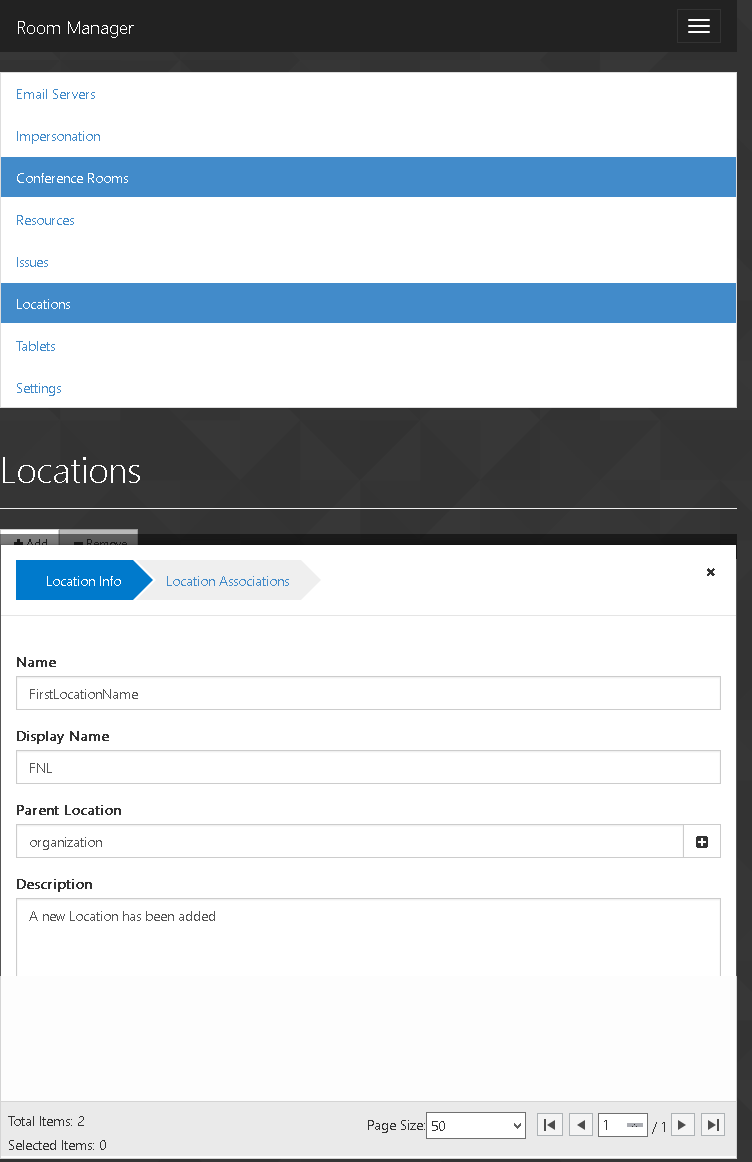 Room Manager
Email Servers
Impersonation
Conference Rooms
Resources
Issues
Locations
Tablets
Settings
Locations
Add Remove
Location Info Location Associations
Name
FirstLocationName
Display Name
FNL
Parent Location
organization
Description
A new Location has been added
Total Items: 2
Page Size: 50 1 / 1
Selected Items: 0